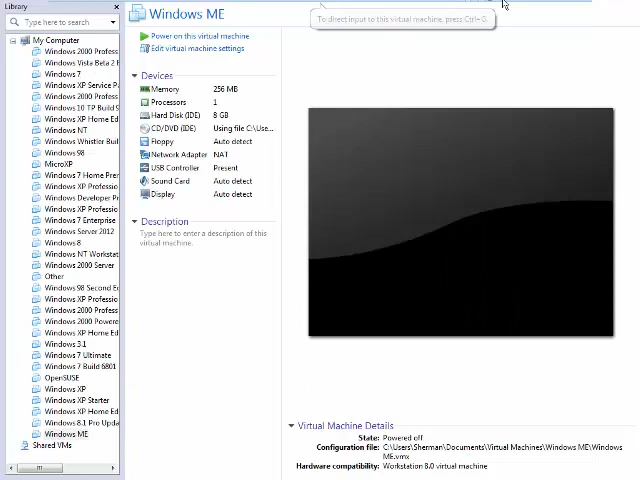 Library
Type here to search
My Computer
Windows 2000 Profess
Windows Vista Beta 2
Windows 7
Windows XP Service Pa
Windows 2000 Profess
Windows 10 TP Build 9
Windows XP Home Ed
Windows NT
Windows Whistler Buil
Windows 98
MicroXP
Windows 7 Home Prer
Windows XP Professio
Windows Developer Pr
Windows XP Professio
Windows 7 Enterprise
Windows Server 2012
Windows 8
Windows NT Workstat
Windows 2000 Server
Other
Windows 98 Second E
Windows XP Professio
Windows 2000 Powere
Windows XP Home Ed
Windows 3.1
Windows 7 Ultimate
Windows 7 Build 6801
OpenSUSE
Windows XP
Windows XP Starter
Windows XP Home Ed
Windows 8.1 Pro Upda
Windows ME
Shared VMs
Windows ME
To direct input to this virtual machine, press Ctrl+G.
Power on this virtual machine
Edit virtual machine settings
Devices
Memory 256 MB
Processors 1
Hard Disk (IDE) 8 GB
CD/DVD (IDE) Using file C:\Use...
Floppy Auto detect
Network Adapter NAT
USB Controller Present
Sound Card Auto detect
Display Auto detect
Description
Type here to enter a description of this
virtual machine.
Virtual Machine Details
State: Powered off
Configuration file: C:\Users\Sherman\Documents\Virtual Machines\Windows ME\Windows
ME.vmx
Hardware compatibility: Workstation 8.0 virtual machine